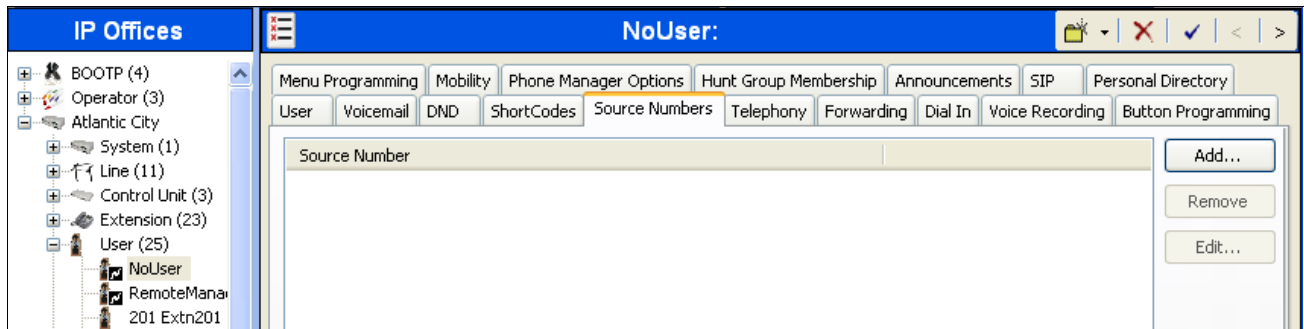 IP Offices
BOOTP (4)
Operator (3)
Atlantic City
System (1)
Line (11)
Control Unit (3)
Extension (23)
User (25)
NoUser
RemoteMana
201 Extn201
NoUser:
Menu Programming Mobility Phone Manager Options Hunt Group Membership Announcements SIP Personal Directory
User Voicemail DND ShortCodes Source Numbers Telephony Forwarding Dial In Voice Recording Button Programming
Source Number
Add...
Remove
Edit...